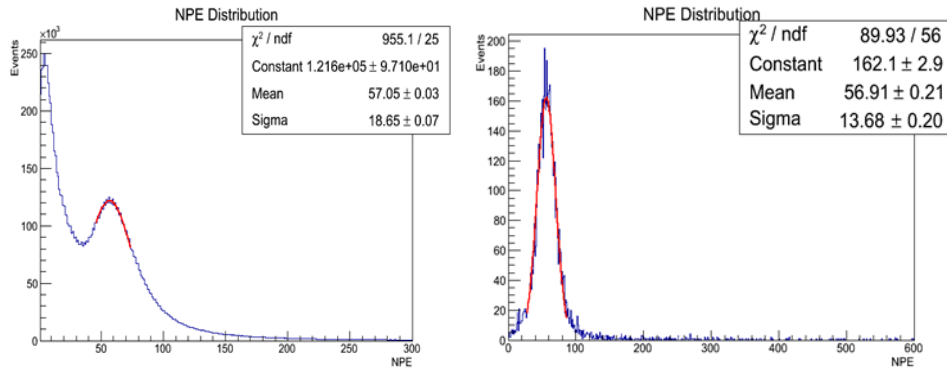 NPE Distribution
χ² / ndf 955.1 / 25
Constant 1.216e+05 ± 9.710e+01
Mean 57.05 ± 0.03
Sigma 18.65 ± 0.07
×10³
Events
250
200
150
100
50
0
50 100 150 200 250 300
NPE
NPE Distribution
χ² / ndf 89.93 / 56
Constant 162.1 ± 2.9
Mean 56.91 ± 0.21
Sigma 13.68 ± 0.20
Events
200
180
160
140
120
100
80
60
40
20
0
0 100 200 300 400 500 600
NPE